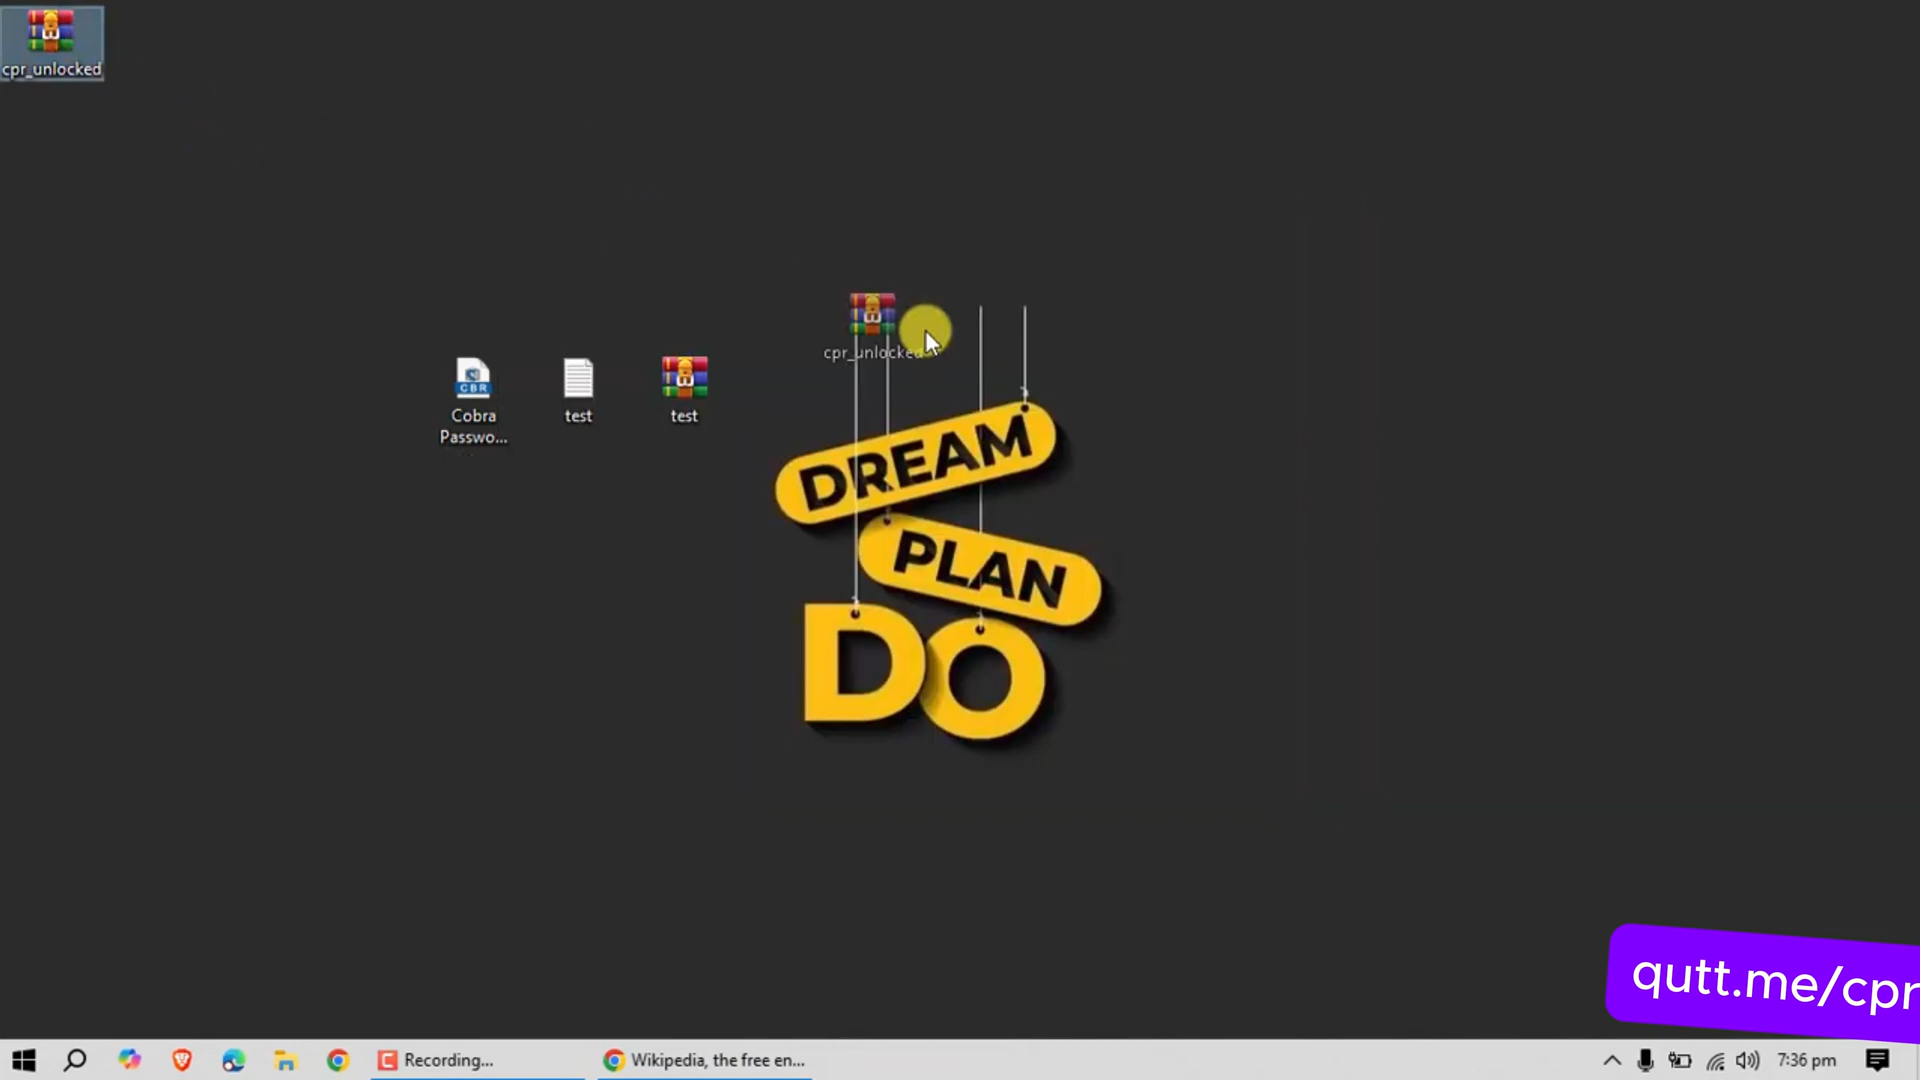 cpr_unlocked
cpr_unlocked
Cobra
Passwo...
test
test
DREAM
PLAN
DO
qutt.me/cpr
Recording...
Wikipedia, the free en...
7:36 pm